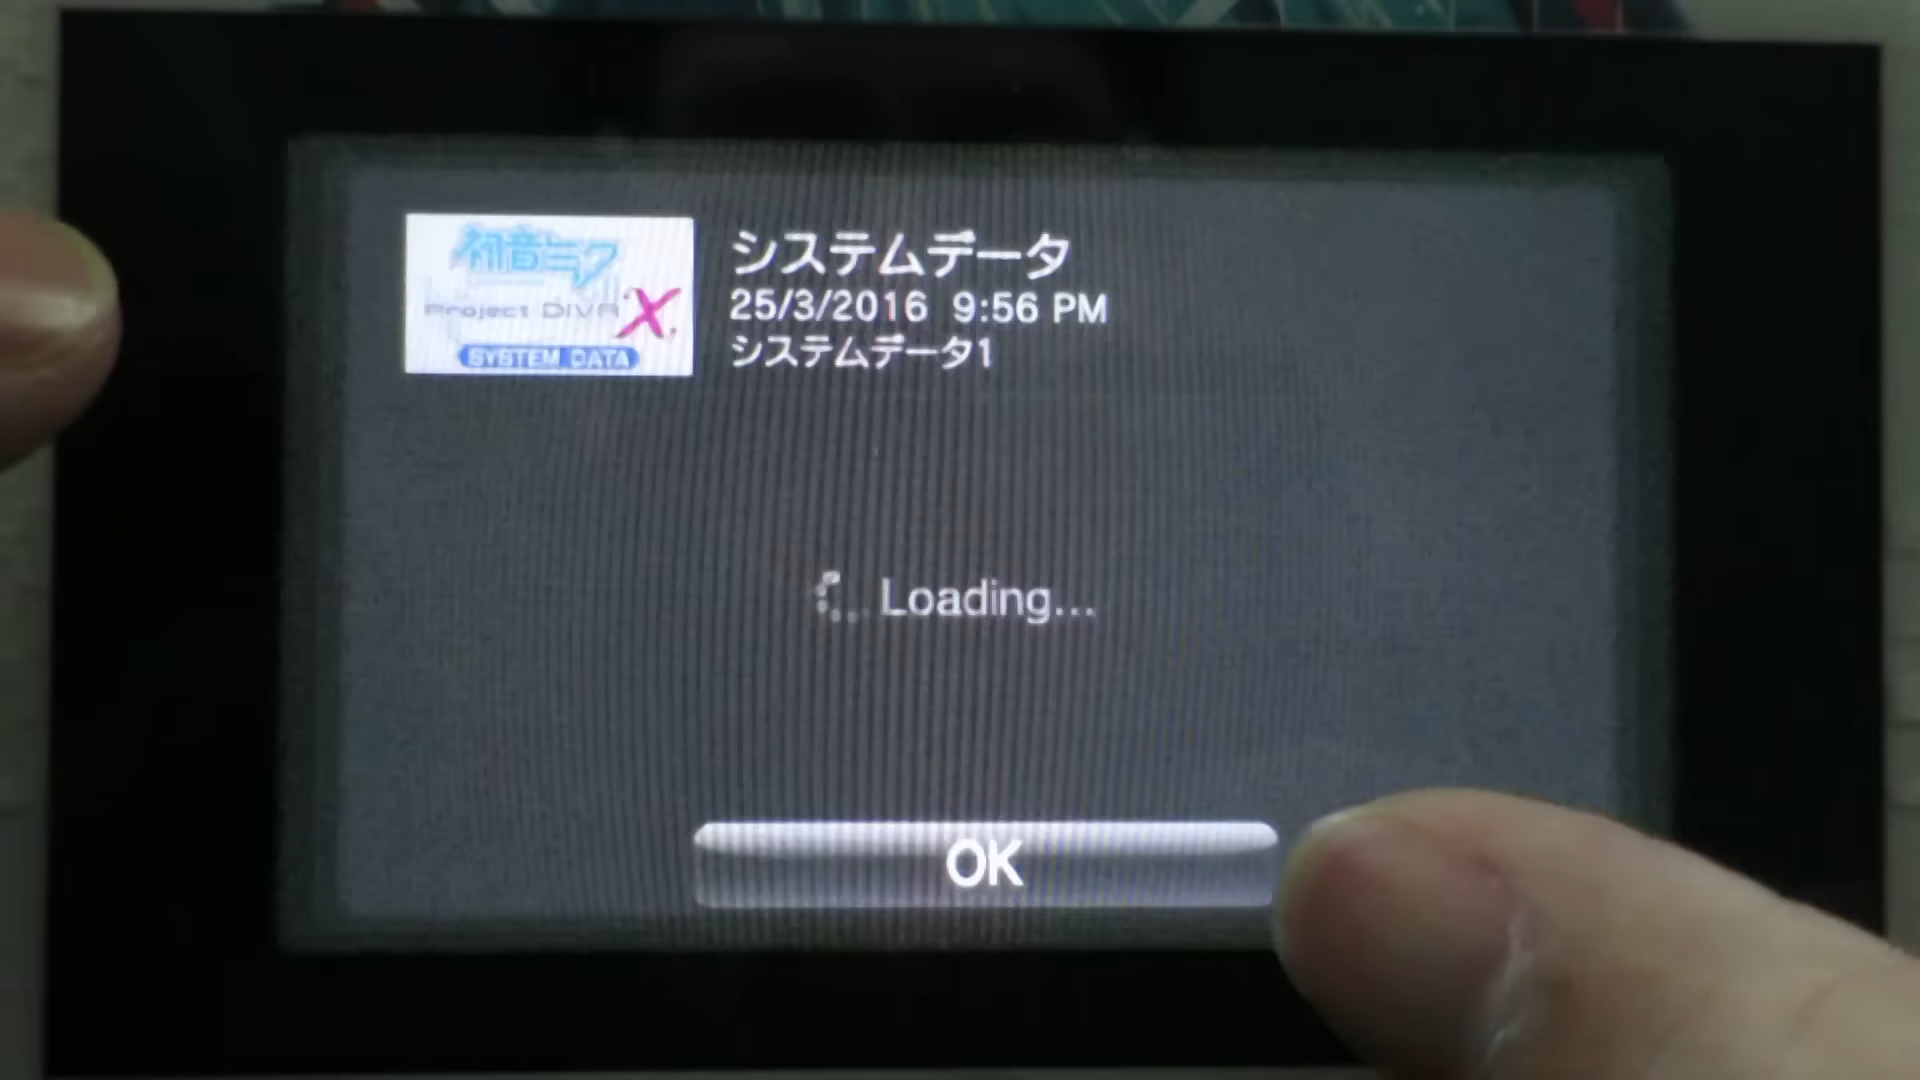 初音ミク
Project DIVA X
SYSTEM DATA
システムデータ
25/3/2016 9:56 PM
システムデータ1
Loading...
OK